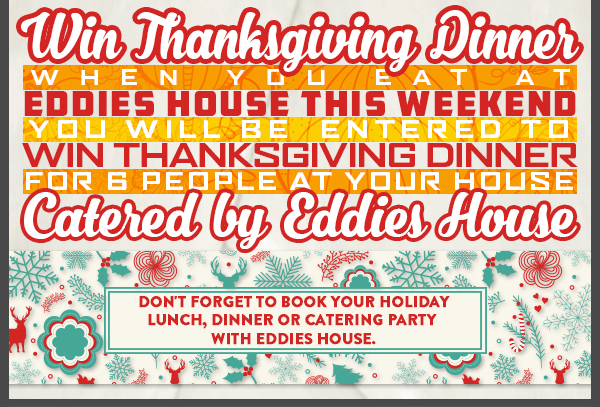 Win Thanksgiving Dinner
WHEN YOU EAT AT
EDDIES HOUSE THIS WEEKEND
YOU WILL BE ENTERED TO
WIN THANKSGIVING DINNER
FOR 6 PEOPLE AT YOUR HOUSE
Catered by Eddies House
DON'T FORGET TO BOOK YOUR HOLIDAY
LUNCH, DINNER OR CATERING PARTY
WITH EDDIES HOUSE.